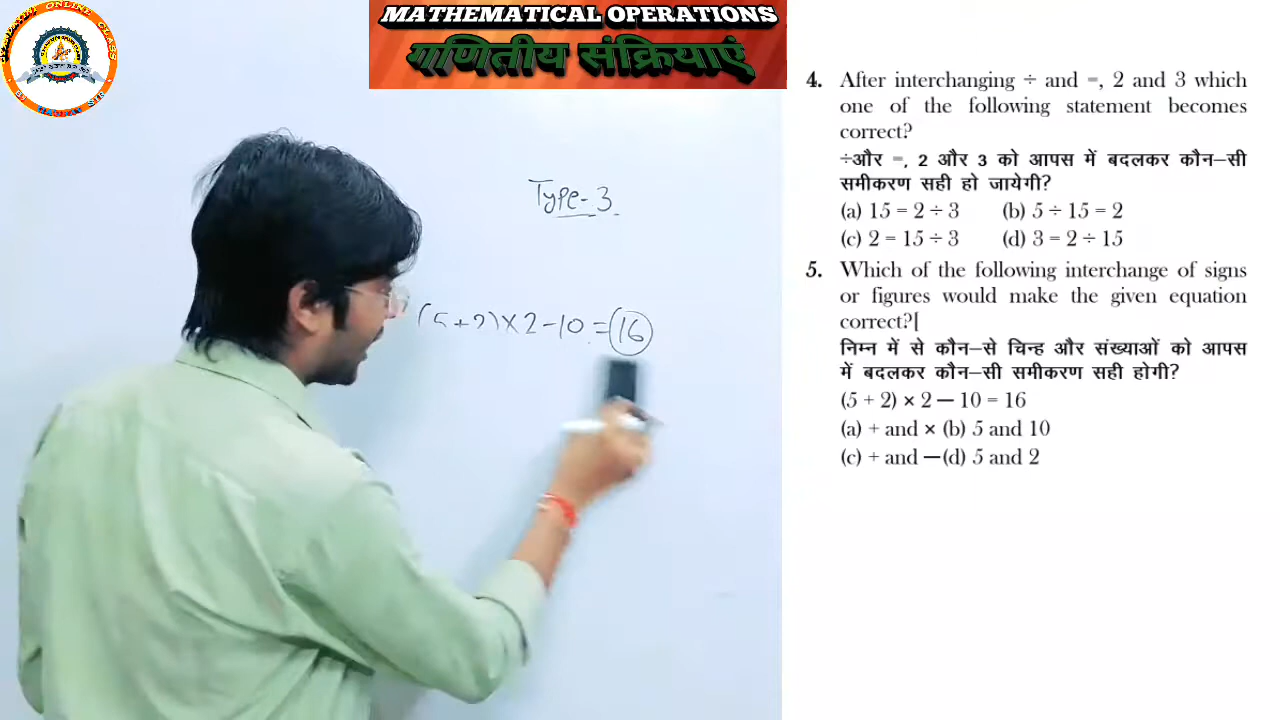 ONLINE CLASS
MATHEMATICAL OPERATIONS
गणितीय संक्रियाएं
Type-3
(5+2)×2-10=16
4. After interchanging ÷ and =, 2 and 3 which
one of the following statement becomes
correct?
÷और =, 2 और 3 को आपस में बदलकर कौन-सी
समीकरण सही हो जायेगी?
(a) 15 = 2 ÷ 3 (b) 5 ÷ 15 = 2
(c) 2 = 15 ÷ 3 (d) 3 = 2 ÷ 15
5. Which of the following interchange of signs
or figures would make the given equation
correct?[
निम्न में से कौन-से चिन्ह और संख्याओं को आपस
में बदलकर कौन-सी समीकरण सही होगी?
(5 + 2) × 2 — 10 = 16
(a) + and × (b) 5 and 10
(c) + and —(d) 5 and 2